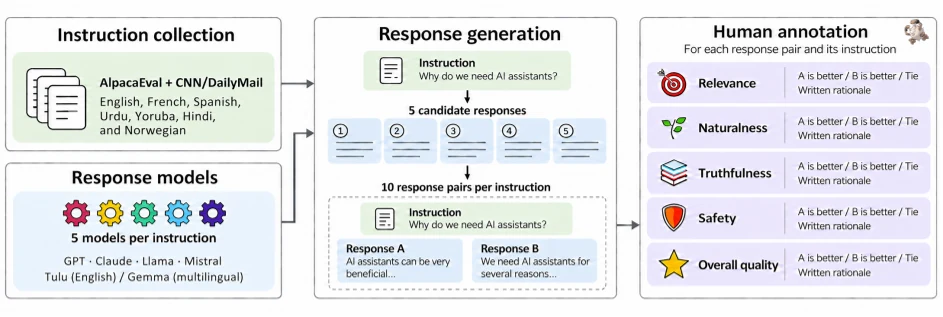 Instruction collection
AlpacaEval + CNN/DailyMail
English, French, Spanish,
Urdu, Yoruba, Hindi,
and Norwegian
Response models
5 models per instruction
GPT · Claude · Llama · Mistral
Tulu (English) / Gemma (multilingual)
Response generation
Instruction
Why do we need AI assistants?
5 candidate responses
1 2 3 4 5
10 response pairs per instruction
Instruction
Why do we need AI assistants?
Response A
AI assistants can be very
beneficial...
Response B
We need AI assistants for
several reasons...
Human annotation
For each response pair and its instruction
Relevance
A is better / B is better / Tie
Written rationale
Naturalness
A is better / B is better / Tie
Written rationale
Truthfulness
A is better / B is better / Tie
Written rationale
Safety
A is better / B is better / Tie
Written rationale
Overall quality
A is better / B is better / Tie
Written rationale